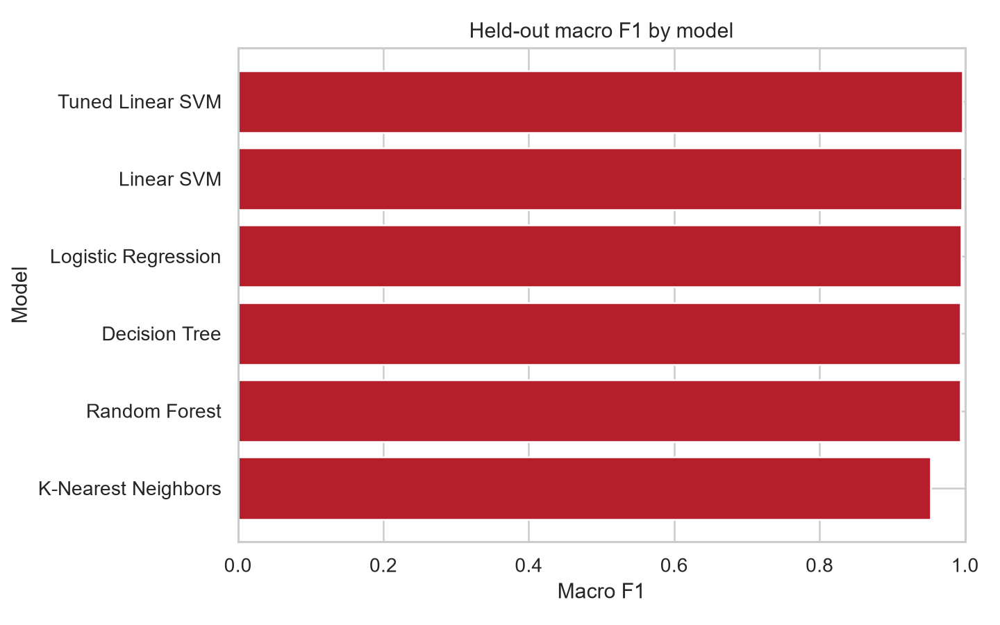 Held-out macro F1 by model
Tuned Linear SVM
Linear SVM
Logistic Regression
Decision Tree
Random Forest
K-Nearest Neighbors
Model
0.0 0.2 0.4 0.6 0.8 1.0
Macro F1